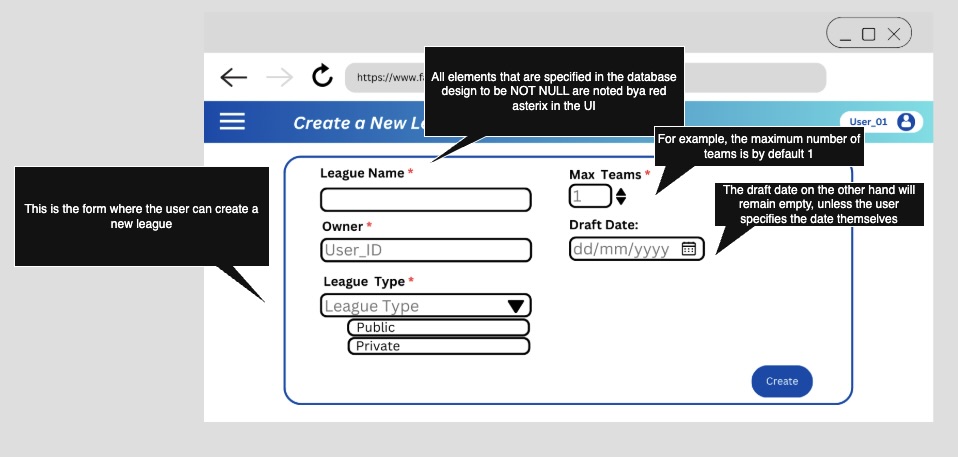 https://www.fa
All elements that are specified in the database
design to be NOT NULL are noted bya red
asterix in the UI
Create a New Le
User_01
For example, the maximum number of
teams is by default 1
League Name *
Max Teams *
1
This is the form where the user can create a
new league
The draft date on the other hand will
remain empty, unless the user
specifies the date themselves
Owner *
User_ID
Draft Date:
dd/mm/yyyy
League Type *
League Type
Public
Private
Create